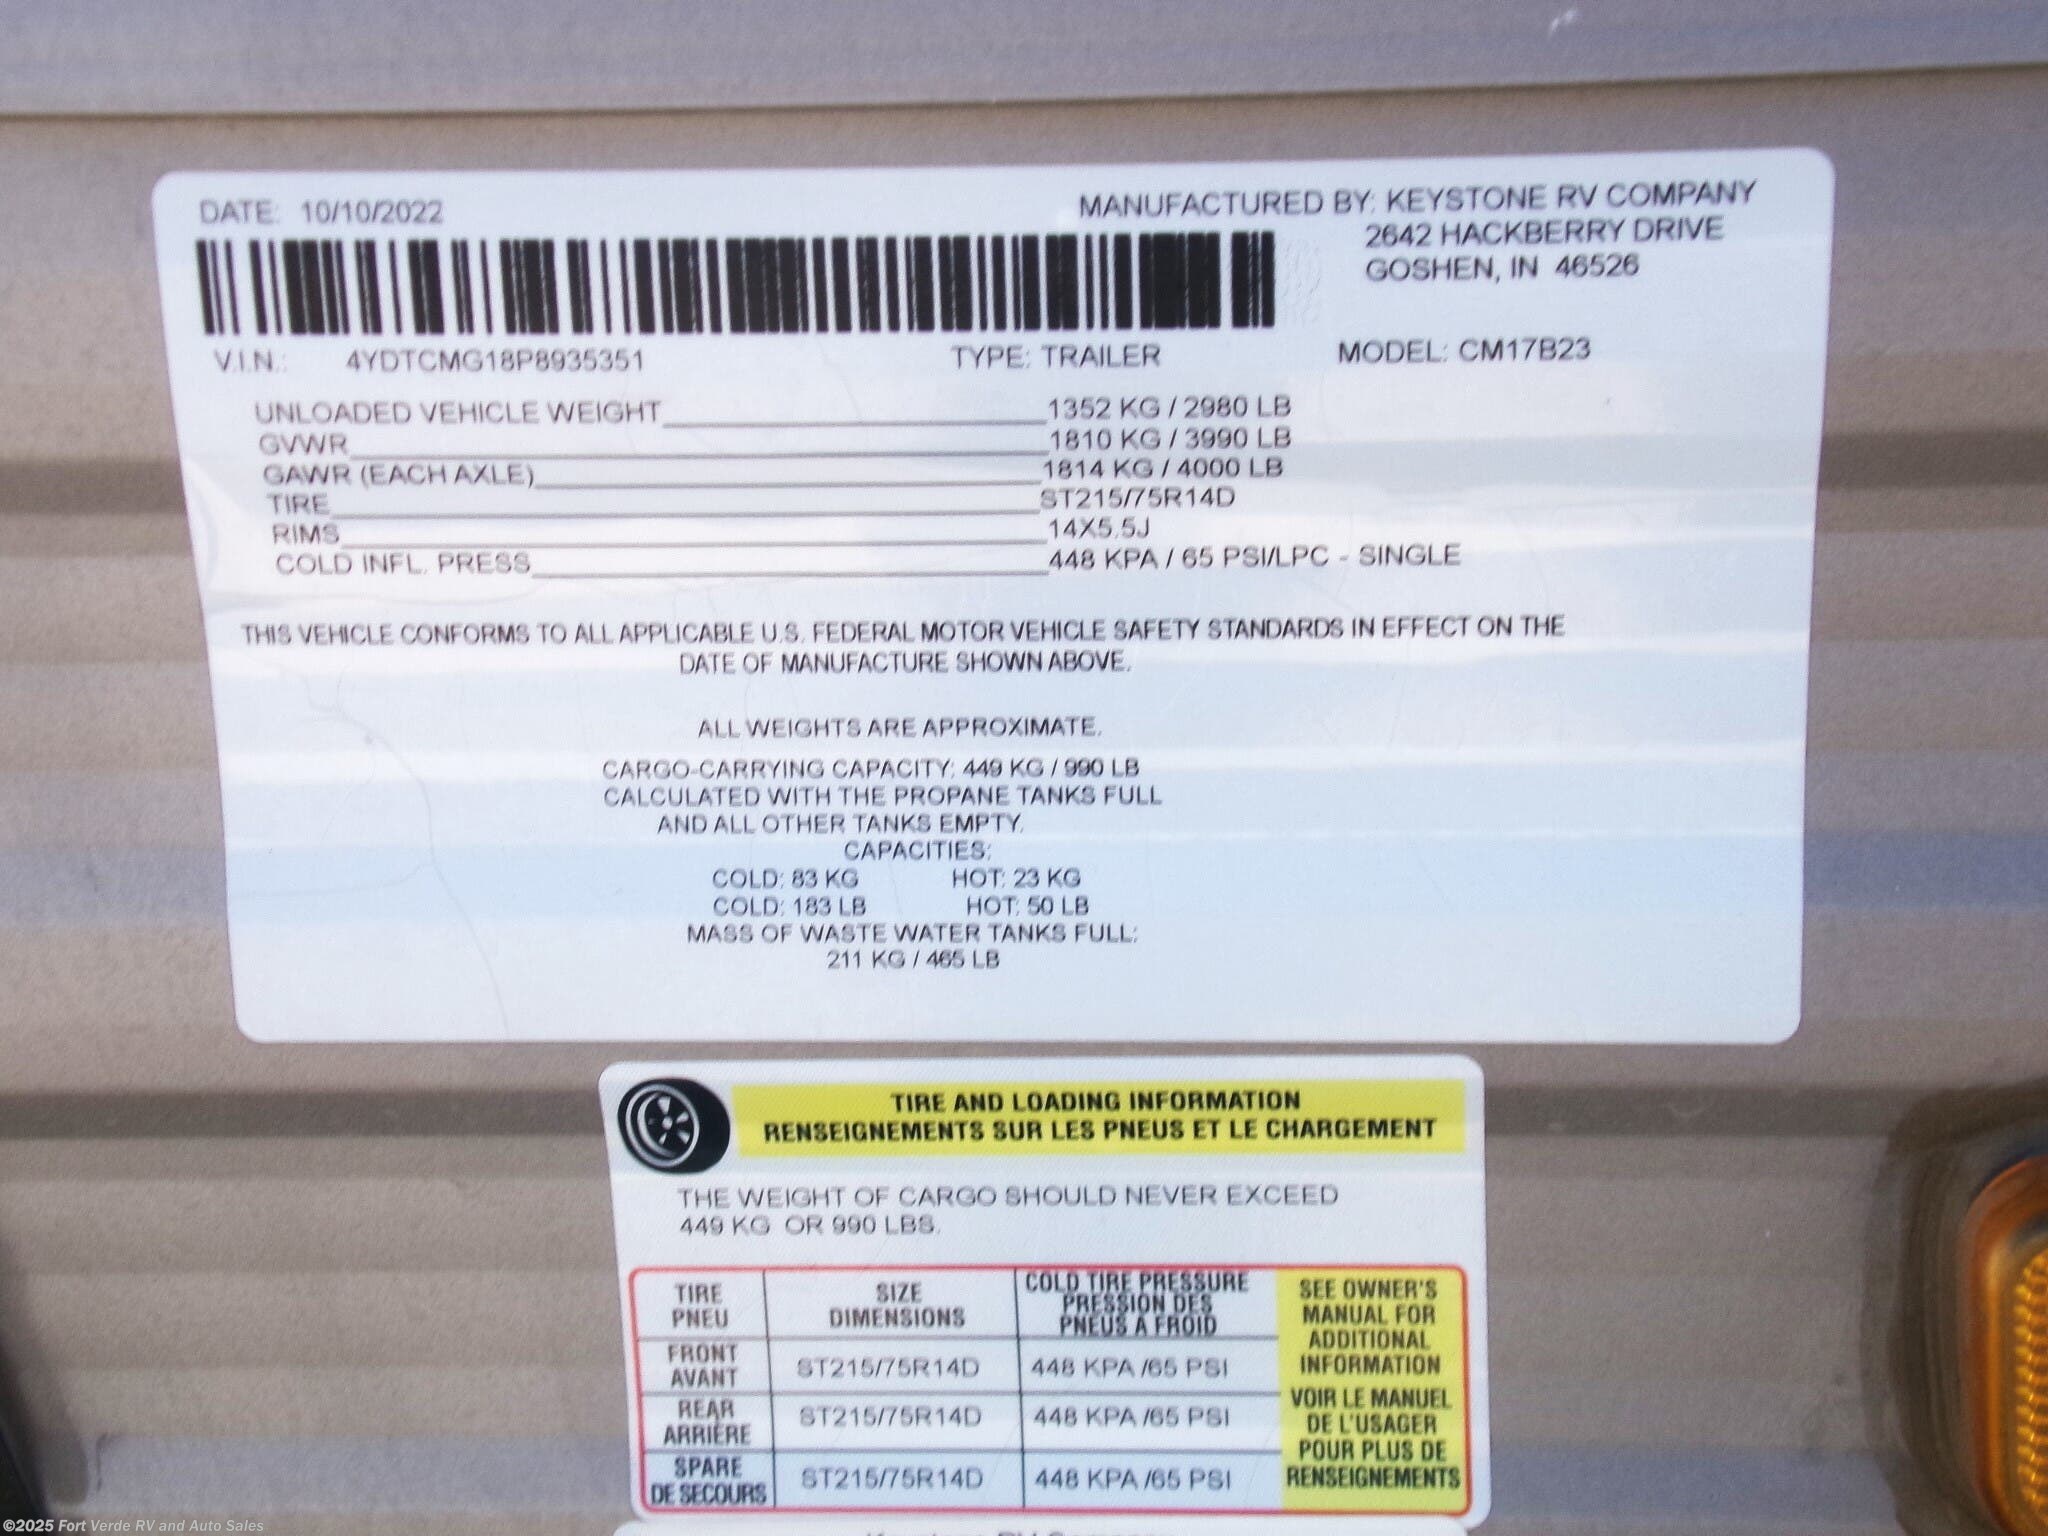 DATE: 10/10/2022
MANUFACTURED BY: KEYSTONE RV COMPANY
2642 HACKBERRY DRIVE
GOSHEN, IN 46526
V.I.N.: 4YDTCMG18P8935351 TYPE: TRAILER MODEL: CM17B23
UNLOADED VEHICLE WEIGHT 1352 KG / 2980 LB
GVWR 1810 KG / 3990 LB
GAWR (EACH AXLE) 1814 KG / 4000 LB
TIRE ST215/75R14D
RIMS 14X5.5J
COLD INFL. PRESS 448 KPA / 65 PSI/LPC - SINGLE
THIS VEHICLE CONFORMS TO ALL APPLICABLE U.S. FEDERAL MOTOR VEHICLE SAFETY STANDARDS IN EFFECT ON THE
DATE OF MANUFACTURE SHOWN ABOVE.
ALL WEIGHTS ARE APPROXIMATE.
CARGO-CARRYING CAPACITY: 449 KG / 990 LB
CALCULATED WITH THE PROPANE TANKS FULL
AND ALL OTHER TANKS EMPTY.
CAPACITIES:
COLD: 83 KG HOT: 23 KG
COLD: 183 LB HOT: 50 LB
MASS OF WASTE WATER TANKS FULL:
211 KG / 465 LB
TIRE AND LOADING INFORMATION
RENSEIGNEMENTS SUR LES PNEUS ET LE CHARGEMENT
THE WEIGHT OF CARGO SHOULD NEVER EXCEED
449 KG OR 990 LBS.
TIRE
PNEU
SIZE
DIMENSIONS
COLD TIRE PRESSURE
PRESSION DES
PNEUS A FROID
FRONT
AVANT
ST215/75R14D
448 KPA /65 PSI
REAR
ARRIÈRE
ST215/75R14D
448 KPA /65 PSI
SPARE
DE SECOURS
ST215/75R14D
448 KPA /65 PSI
SEE OWNER'S
MANUAL FOR
ADDITIONAL
INFORMATION
VOIR LE MANUEL
DE L'USAGER
POUR PLUS DE
RENSEIGNEMENTS
©2025 Fort Verde RV and Auto Sales